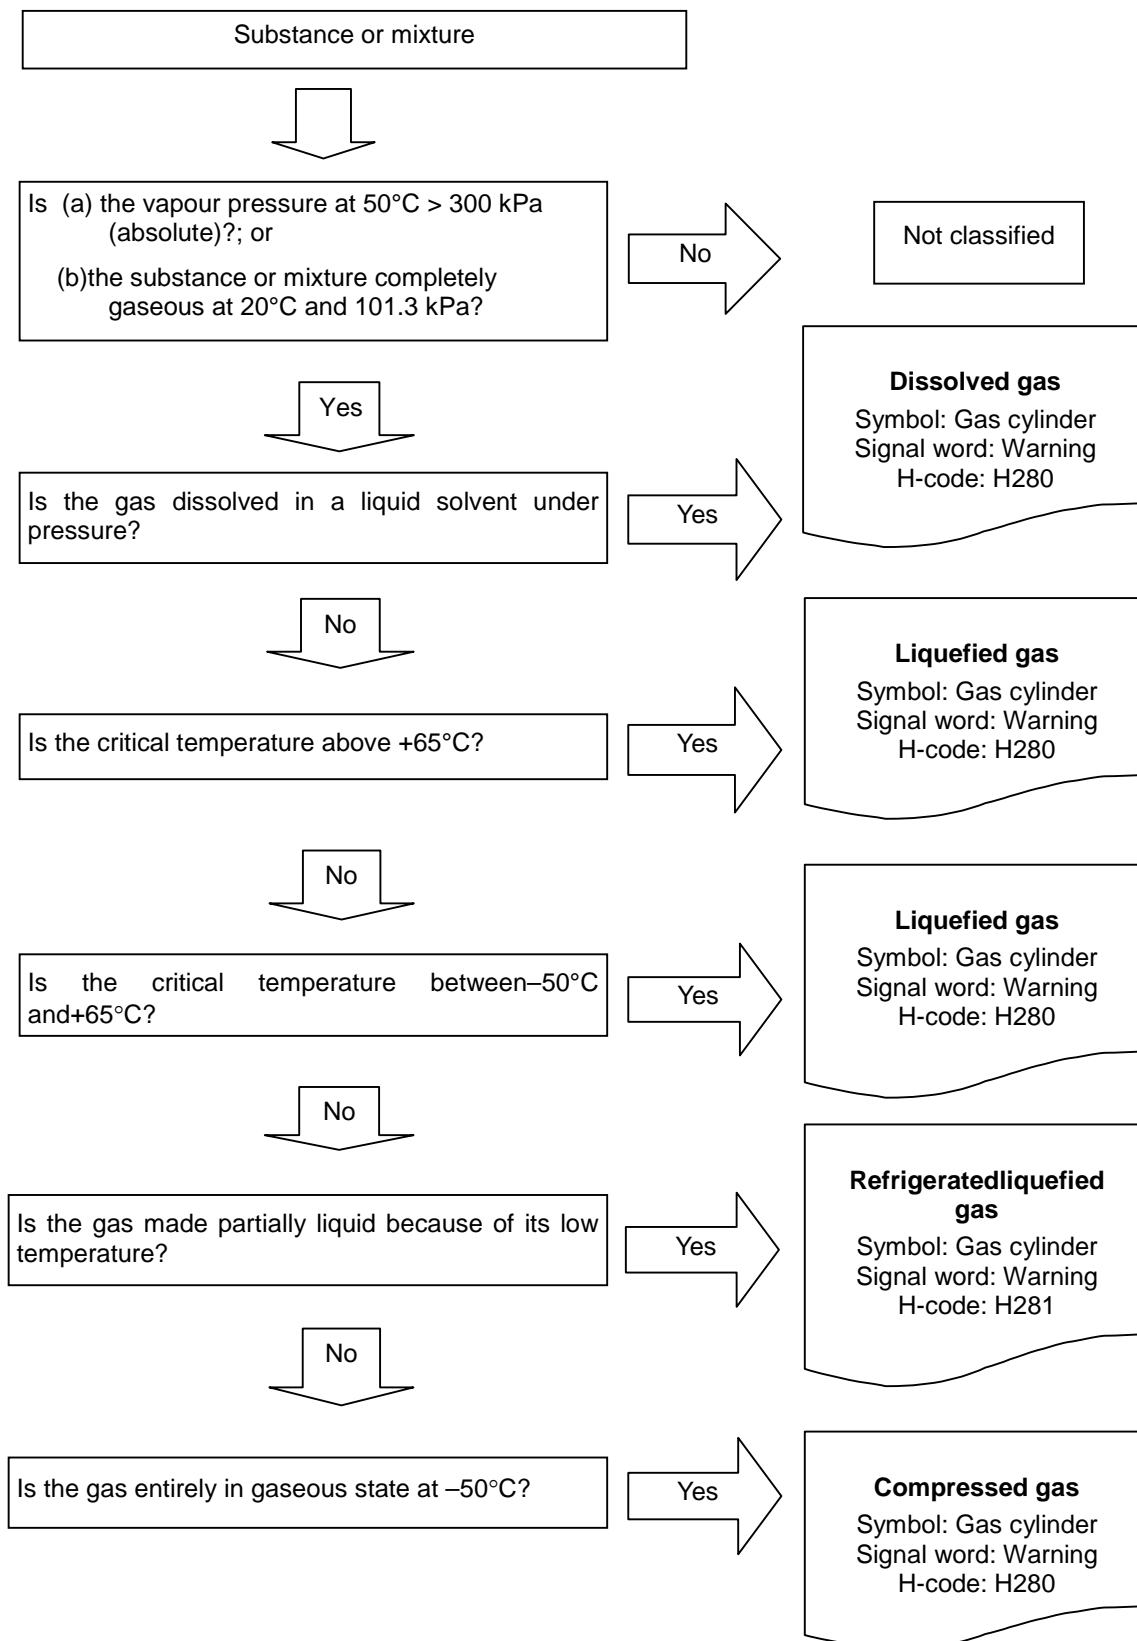 Substance or mixture
Is (a) the vapour pressure at 50°C > 300 kPa
(absolute)?; or
(b)the substance or mixture completely
gaseous at 20°C and 101.3 kPa?
No
Not classified
Yes
Dissolved gas
Symbol: Gas cylinder
Signal word: Warning
H-code: H280
Is the gas dissolved in a liquid solvent under
pressure?
Yes
No
Liquefied gas
Symbol: Gas cylinder
Signal word: Warning
H-code: H280
Is the critical temperature above +65°C?
Yes
No
Liquefied gas
Symbol: Gas cylinder
Signal word: Warning
H-code: H280
Is the critical temperature between–50°C
and+65°C?
Yes
No
Refrigeratedliquefied
gas
Symbol: Gas cylinder
Signal word: Warning
H-code: H281
Is the gas made partially liquid because of its low
temperature?
Yes
No
Is the gas entirely in gaseous state at –50°C?
Yes
Compressed gas
Symbol: Gas cylinder
Signal word: Warning
H-code: H280